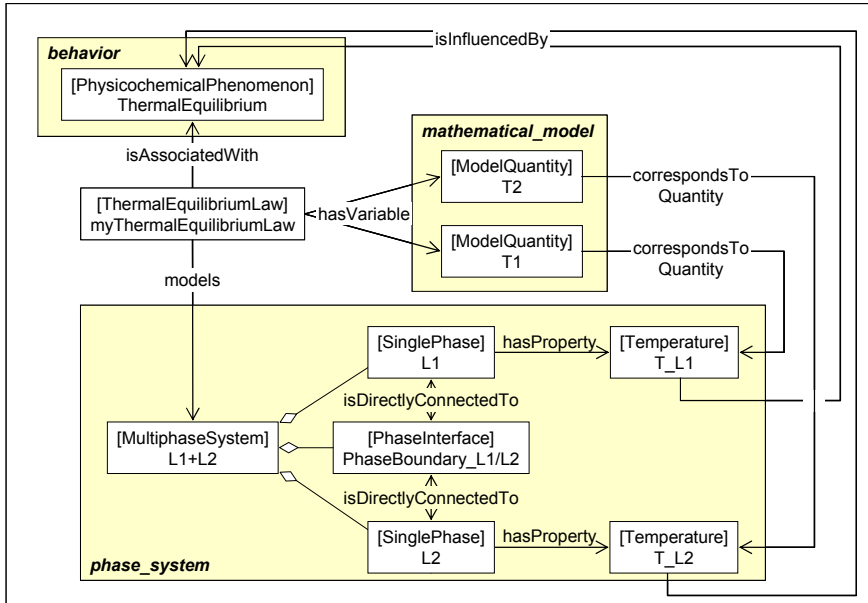 isInfluencedBy
behavior
[PhysicochemicalPhenomenon]
ThermalEquilibrium
mathematical_model
isAssociatedWith
[ModelQuantity]
T2
correspondsTo
Quantity
[ThermalEquilibriumLaw]
myThermalEquilibriumLaw
hasVariable
[ModelQuantity]
T1
correspondsTo
Quantity
models
[SinglePhase]
L1
hasProperty
[Temperature]
T_L1
isDirectlyConnectedTo
[MultiphaseSystem]
L1+L2
[PhaseInterface]
PhaseBoundary_L1/L2
isDirectlyConnectedTo
[SinglePhase]
L2
hasProperty
[Temperature]
T_L2
phase_system